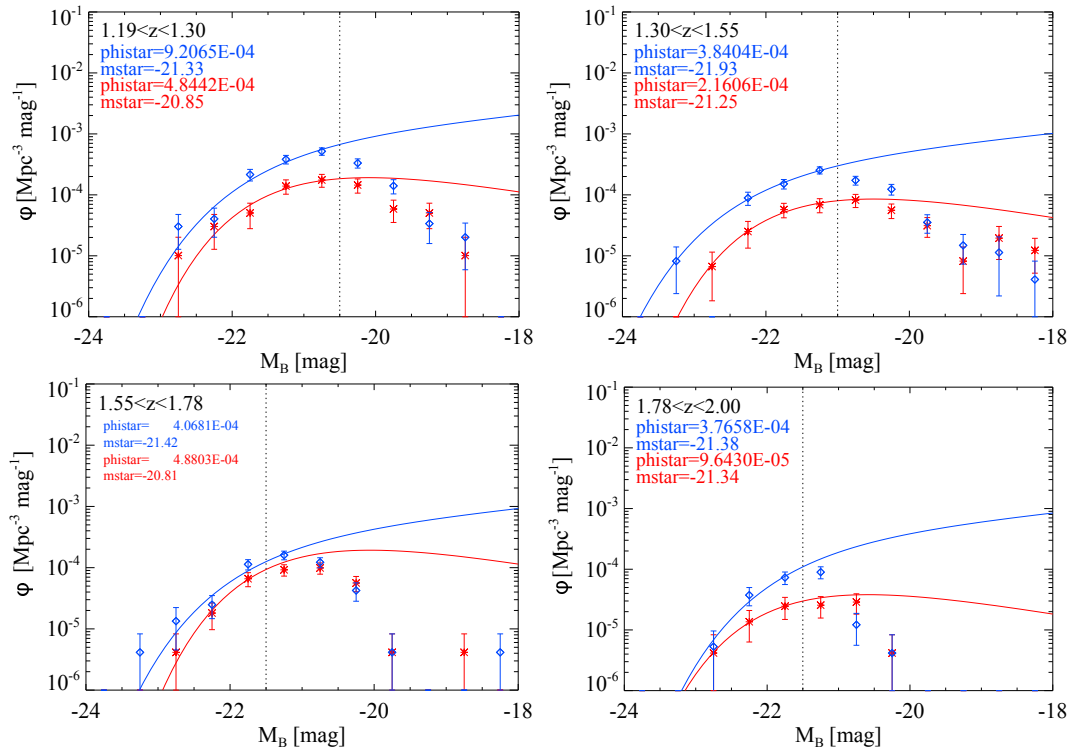 1.19<z<1.30
phistar=9.2065E-04
mstar=-21.33
phistar=4.8442E-04
mstar=-20.85
10⁻¹
10⁻²
10⁻³
10⁻⁴
10⁻⁵
10⁻⁶
φ [Mpc⁻³ mag⁻¹]
-24 -22 -20 -18
M_B [mag]
1.30<z<1.55
phistar=3.8404E-04
mstar=-21.93
phistar=2.1606E-04
mstar=-21.25
10⁻¹
10⁻²
10⁻³
10⁻⁴
10⁻⁵
10⁻⁶
φ [Mpc⁻³ mag⁻¹]
-24 -22 -20 -18
M_B [mag]
1.55<z<1.78
phistar= 4.0681E-04
mstar=-21.42
phistar= 4.8803E-04
mstar=-20.81
10⁻¹
10⁻²
10⁻³
10⁻⁴
10⁻⁵
10⁻⁶
φ [Mpc⁻³ mag⁻¹]
-24 -22 -20 -18
M_B [mag]
1.78<z<2.00
phistar=3.7658E-04
mstar=-21.38
phistar=9.6430E-05
mstar=-21.34
10⁻¹
10⁻²
10⁻³
10⁻⁴
10⁻⁵
10⁻⁶
φ [Mpc⁻³ mag⁻¹]
-24 -22 -20 -18
M_B [mag]